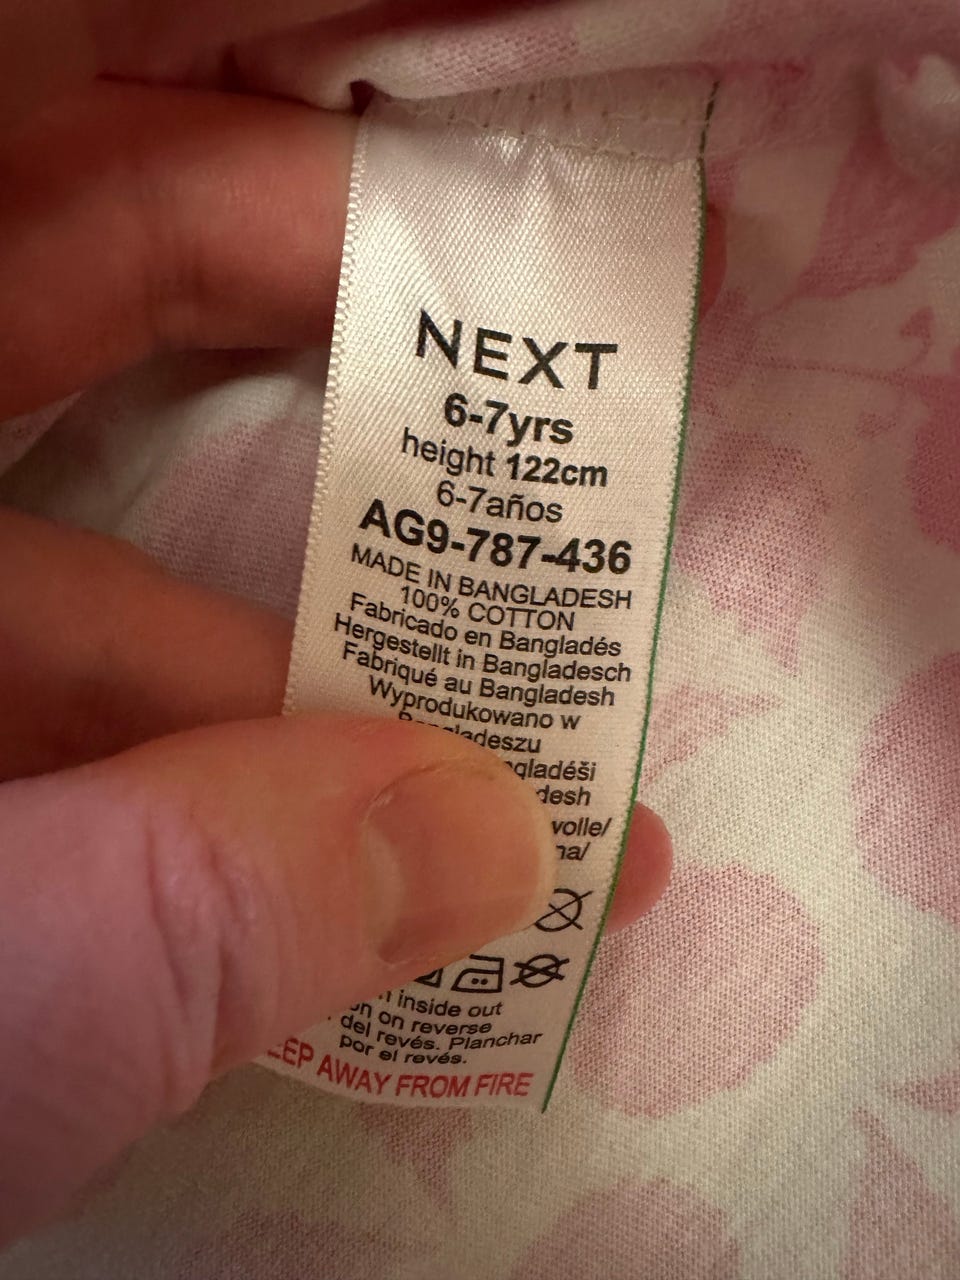 NEXT
6-7yrs
height 122cm
6-7años
AG9-787-436
MADE IN BANGLADESH
100% COTTON
Fabricado en Bangladés
Hergestellt in Bangladesch
Fabriqué au Bangladesh
Wyprodukowano w
inside out
on reverse
del revés. Planchar
por el revés.
AWAY FROM FIRE